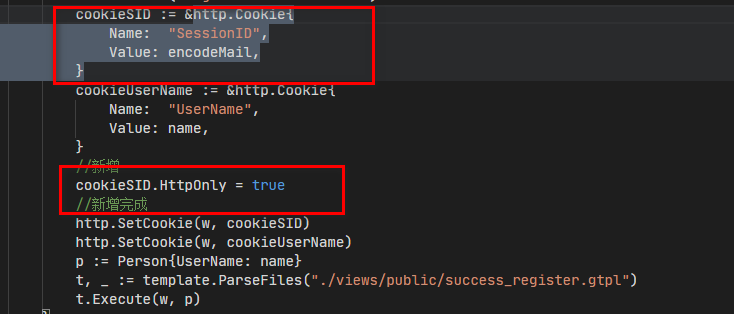 cookieSID := &http.Cookie{
Name: "SessionID",
Value: encodeMail,
}
cookieUserName := &http.Cookie{
Name: "UserName",
Value: name,
}
//新增
cookieSID.HttpOnly = true
//新增完成
http.SetCookie(w, cookieSID)
http.SetCookie(w, cookieUserName)
p := Person{UserName: name}
t, _ := template.ParseFiles("./views/public/success_register.gtpl")
t.Execute(w, p)